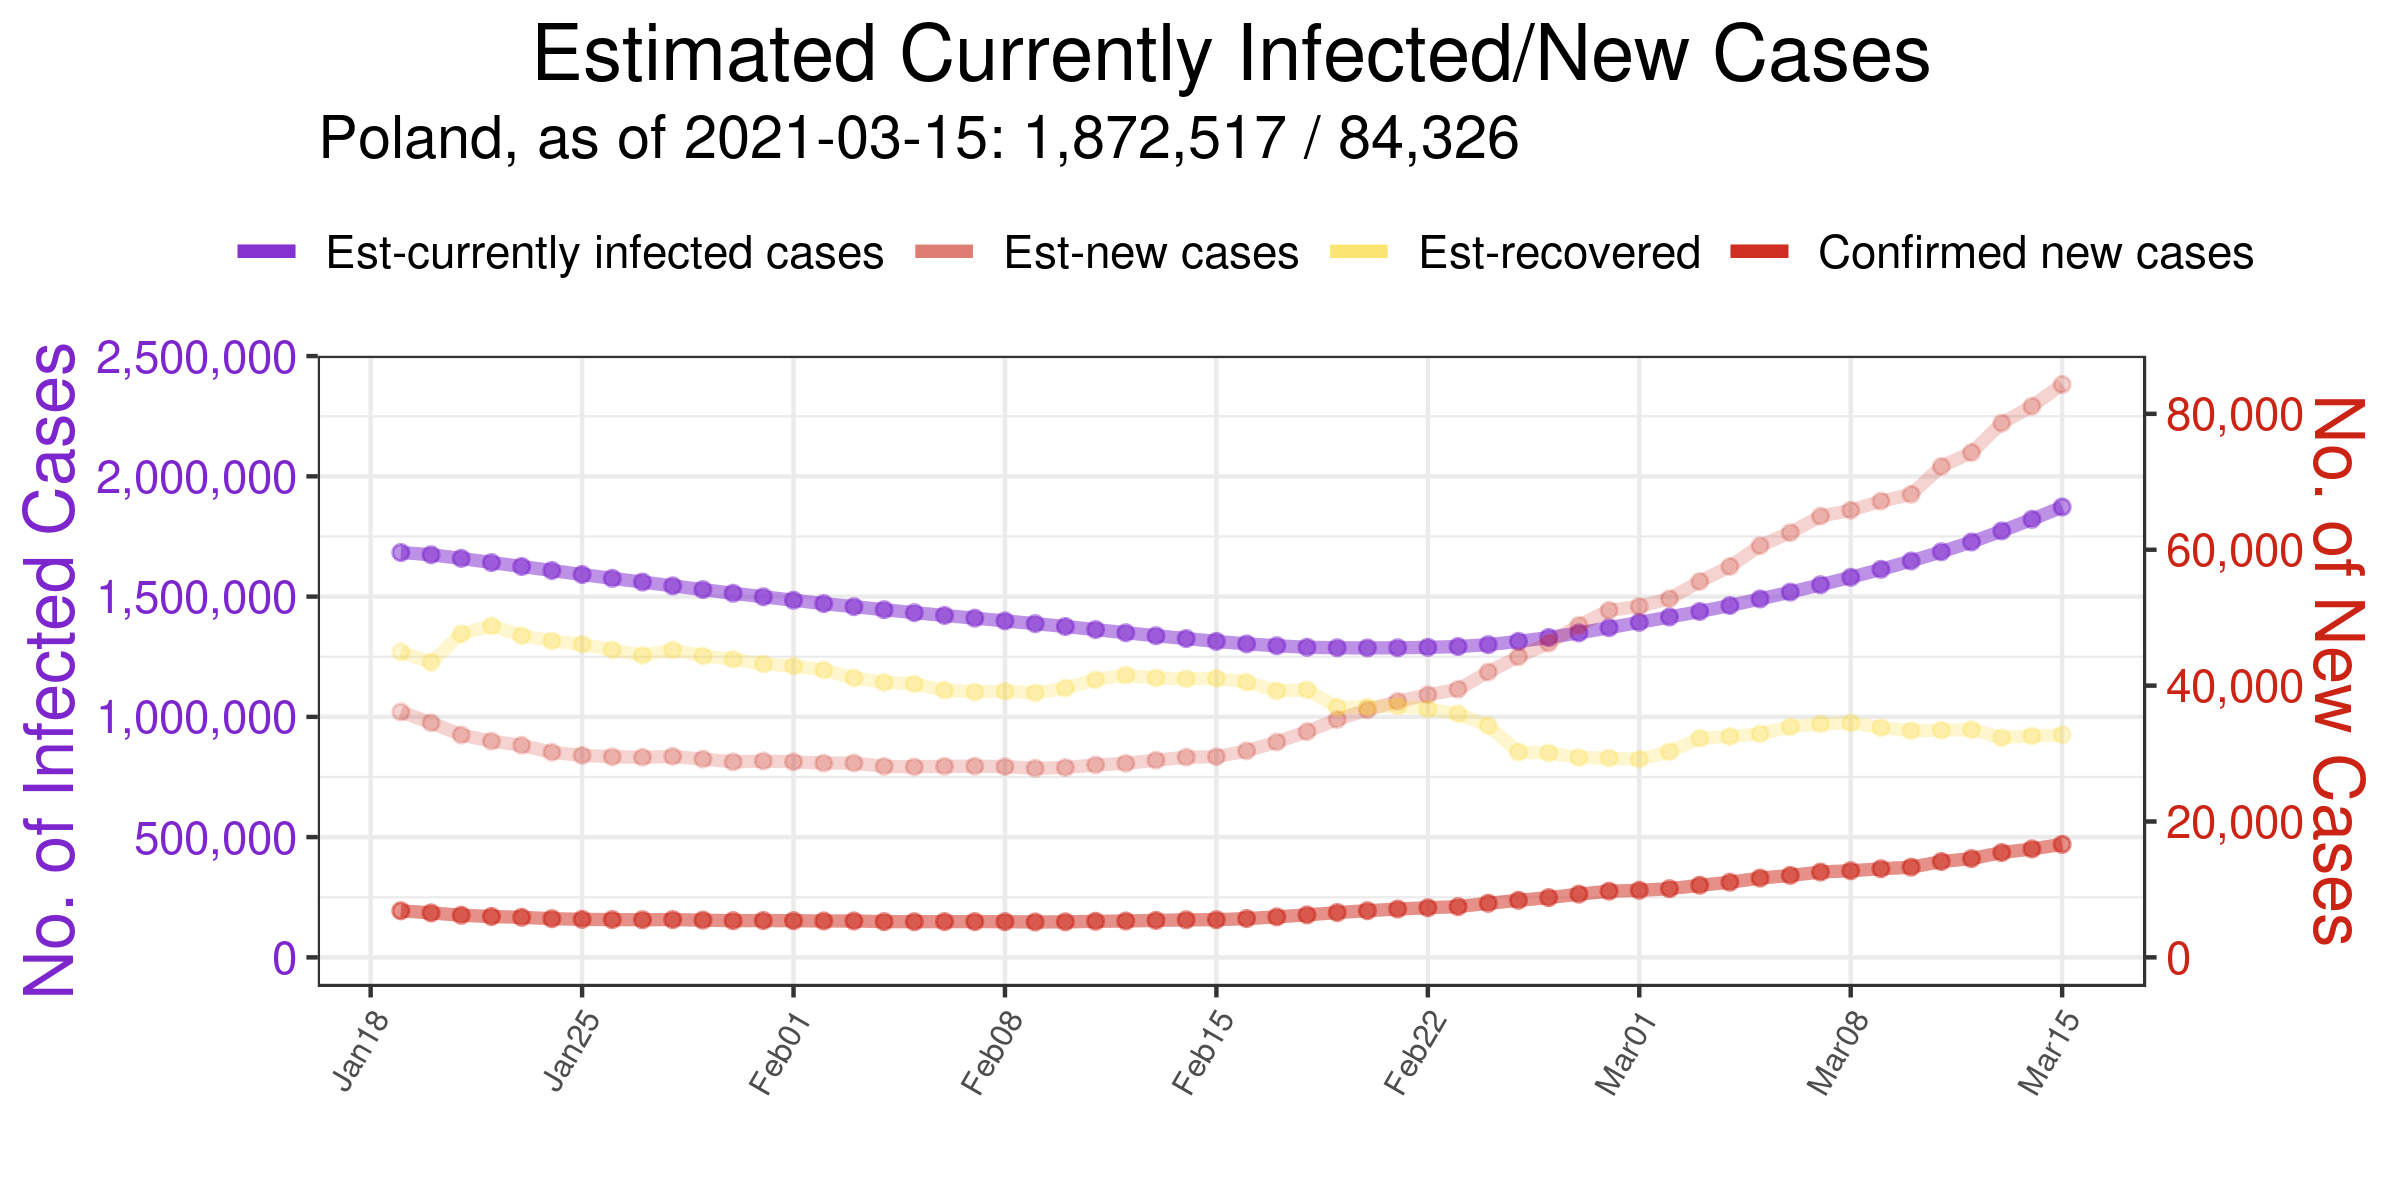 Estimated Currently Infected/New Cases
Poland, as of 2021-03-15: 1,872,517 / 84,326
Est-currently infected cases Est-new cases Est-recovered Confirmed new cases
No. of Infected Cases
2,500,000
2,000,000
1,500,000
1,000,000
500,000
0
80,000
60,000
40,000
20,000
0
No. of New Cases
Jan18 Jan25 Feb01 Feb08 Feb15 Feb22 Mar01 Mar08 Mar15